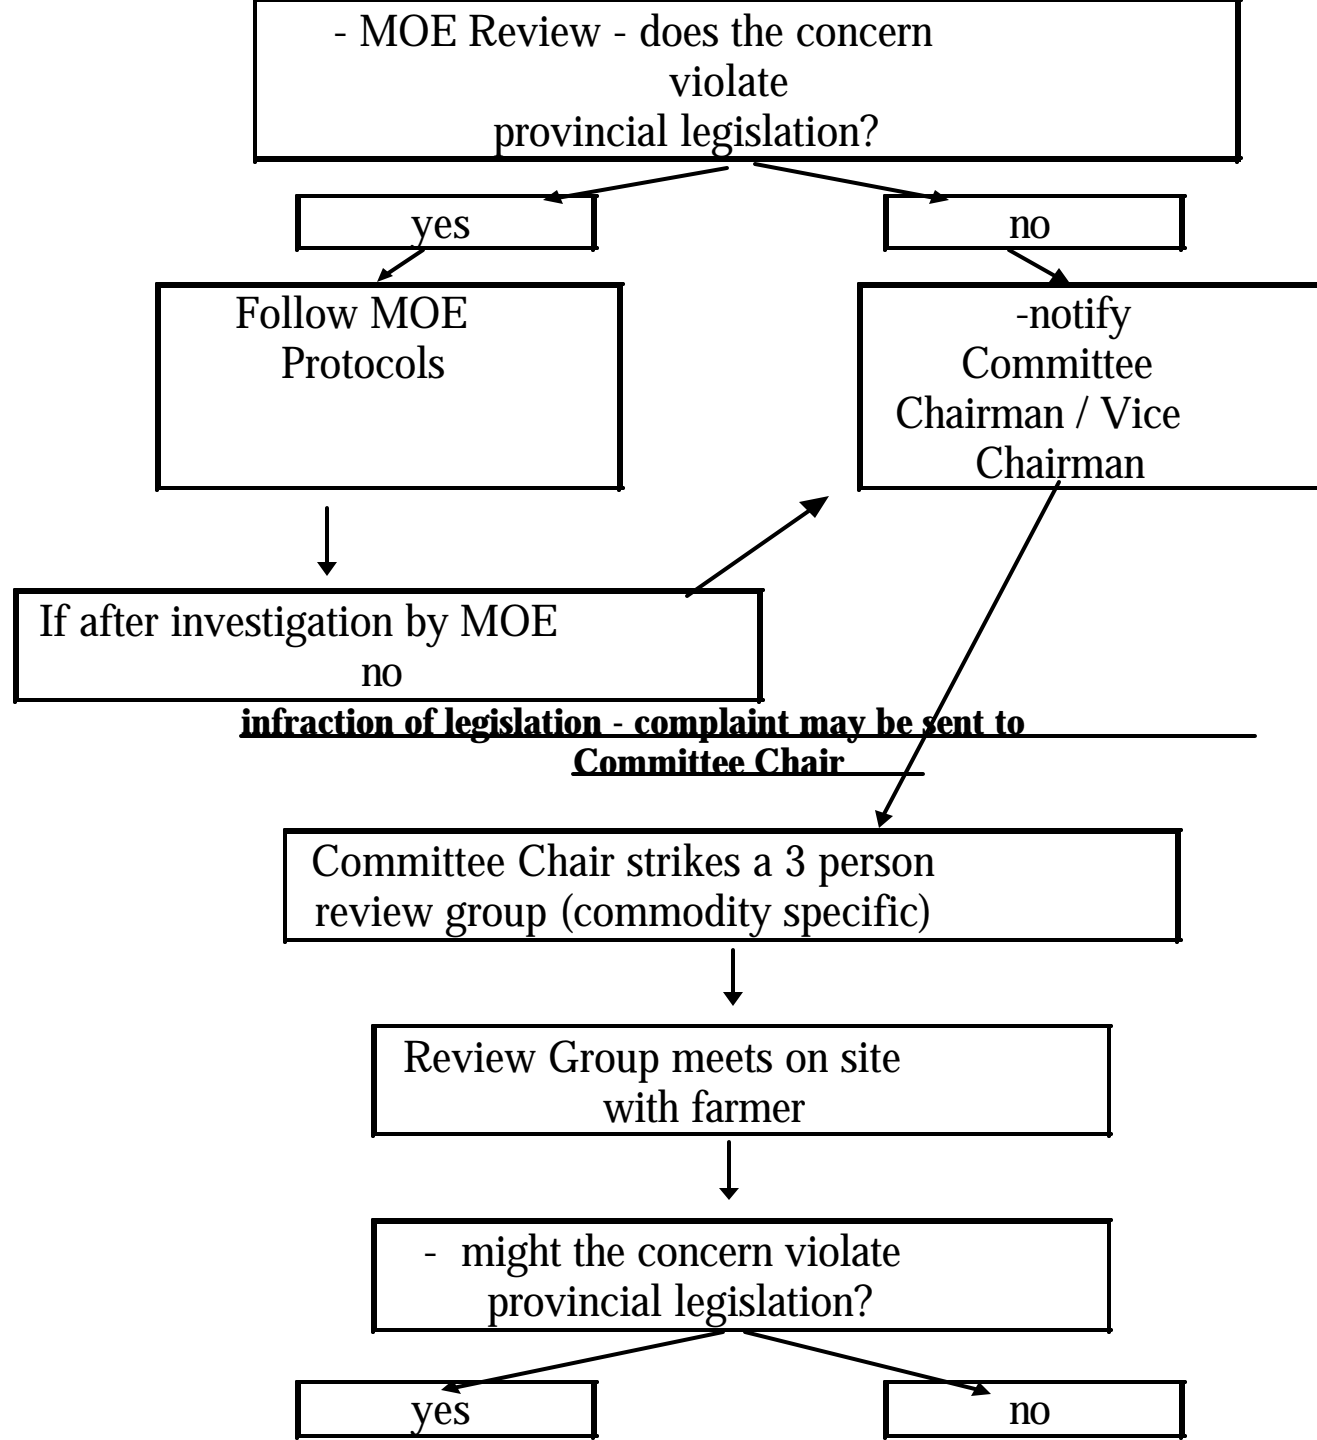 - MOE Review - does the concern
violate
provincial legislation?
yes
no
Follow MOE
Protocols
-notify
Committee
Chairman / Vice
Chairman
If after investigation by MOE
no
infraction of legislation - complaint may be sent to
Committee Chair
Committee Chair strikes a 3 person
review group (commodity specific)
Review Group meets on site
with farmer
- might the concern violate
provincial legislation?
yes
no